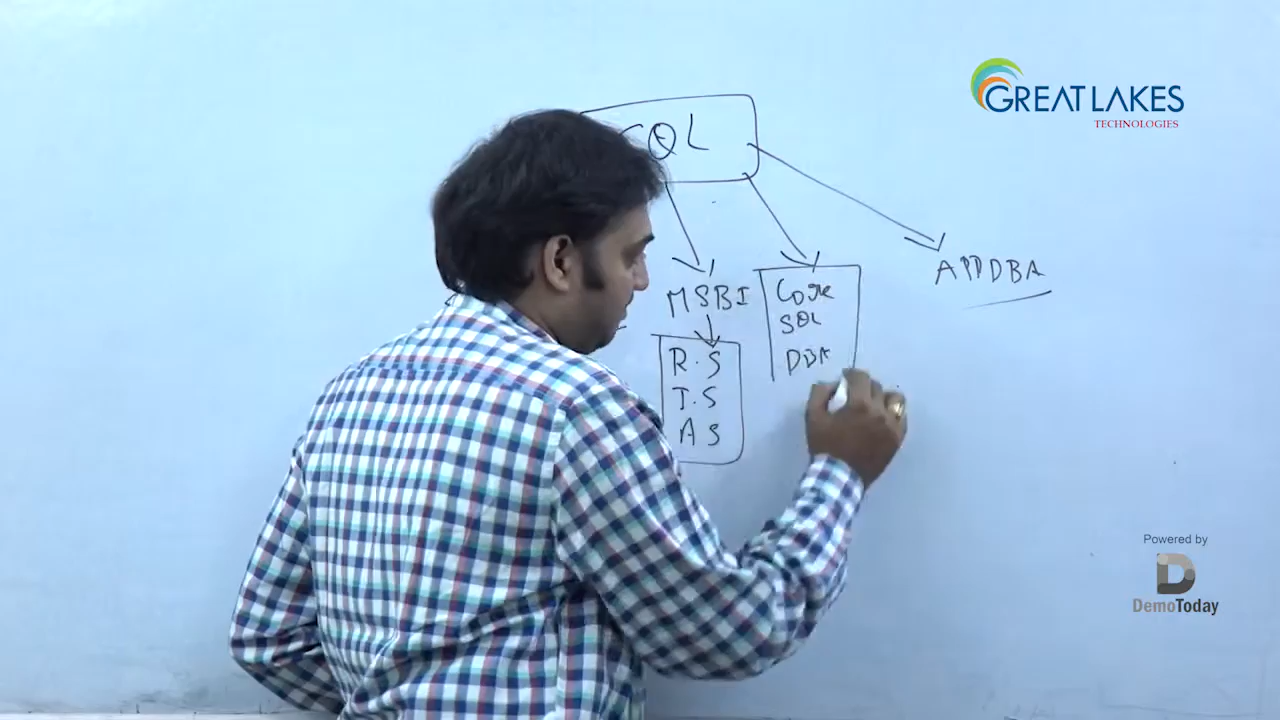 GREAT LAKES
TECHNOLOGIES
SQL
APPDBA
MSBI
R.S
I.S
AS
Core
SQL
DBA
Powered by
DemoToday